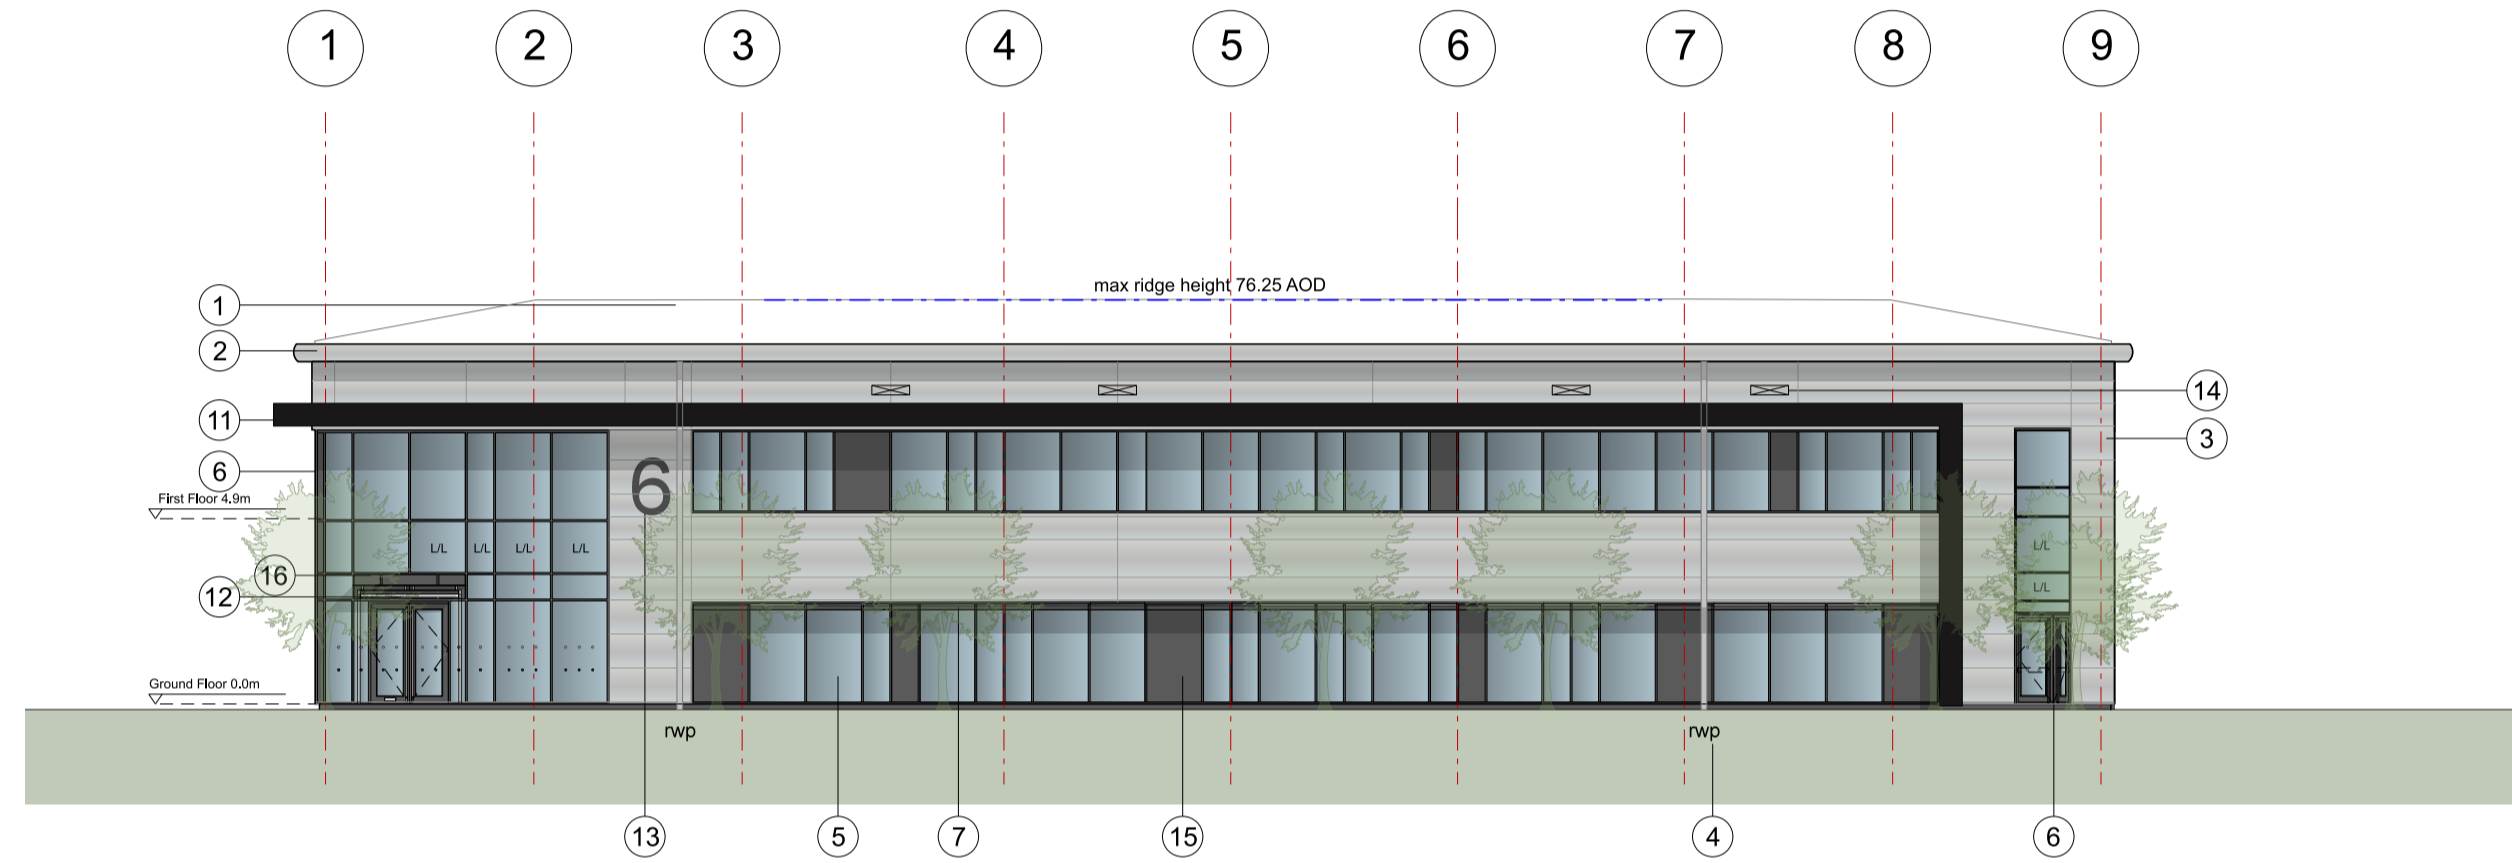 1 2 3 4 5 6 7 8 9
max ridge height 76.25 AOD
1
2
14
11
3
6
6
First Floor 4.9m
L/L L/L L/L L/L L/L
16
L/L
12
Ground Floor 0.0m
rwp rwp
13 5 7 15 4 6